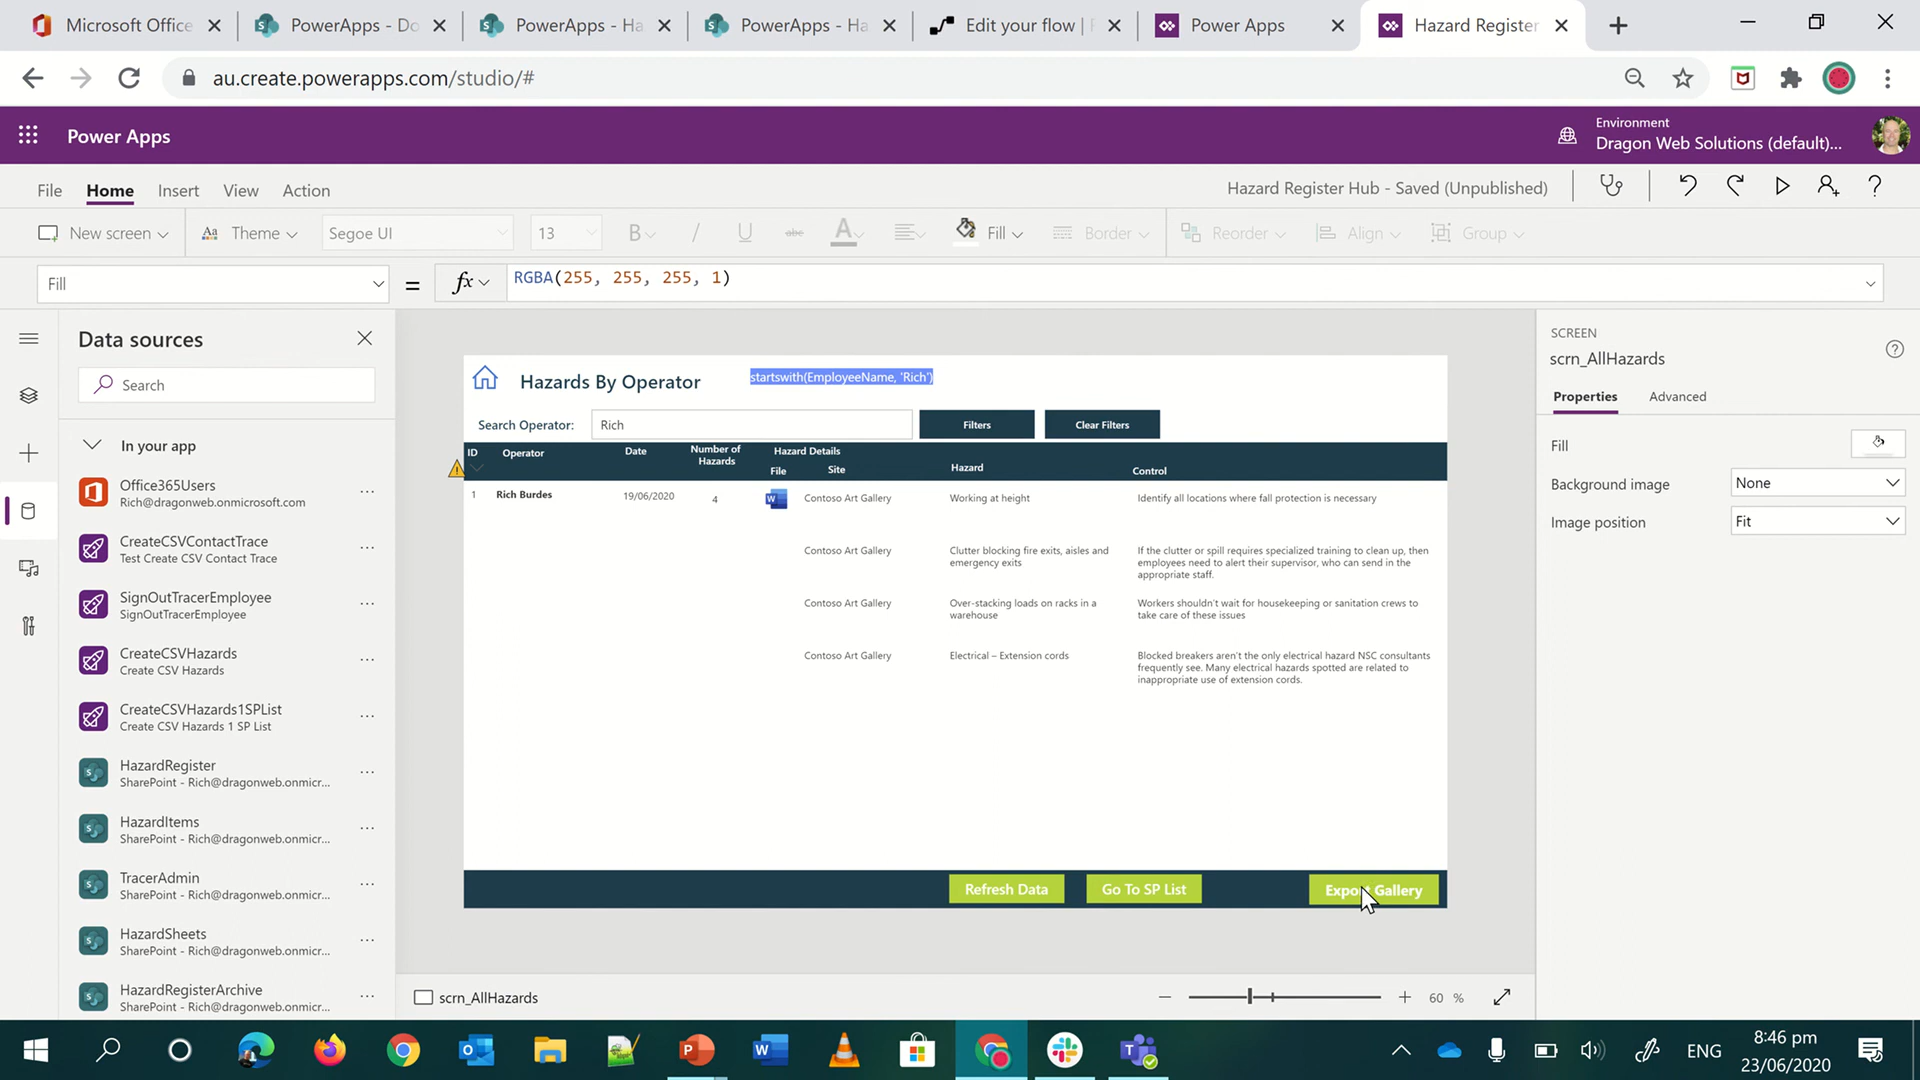 Microsoft Office
PowerApps - Do
PowerApps - Ha
PowerApps - Ha
Edit your flow |
Power Apps
Hazard Register
au.create.powerapps.com/studio/#
Power Apps
Environment
Dragon Web Solutions (default)...
File
Home
Insert
View
Action
Hazard Register Hub - Saved (Unpublished)
New screen
Theme
Segoe UI
13
B
/
U
abc
A
Fill
Border
Reorder
Align
Group
Fill
=
fx
RGBA(255, 255, 255, 1)
Data sources
Search
In your app
Office365Users
Rich@dragonweb.onmicrosoft.com
CreateCSVContactTrace
Test Create CSV Contact Trace
SignOutTracerEmployee
SignOutTracerEmployee
CreateCSVHazards
Create CSV Hazards
CreateCSVHazards1SPList
Create CSV Hazards 1 SP List
HazardRegister
SharePoint - Rich@dragonweb.onmicr...
HazardItems
SharePoint - Rich@dragonweb.onmicr...
TracerAdmin
SharePoint - Rich@dragonweb.onmicr...
HazardSheets
SharePoint - Rich@dragonweb.onmicr...
HazardRegisterArchive
SharePoint - Rich@dragonweb.onmicr...
Hazards By Operator
startswith(EmployeeName, 'Rich')
Search Operator:
Rich
Filters
Clear Filters
ID
Operator
Date
Number of
Hazards
Hazard Details
File
Site
Hazard
Control
1
Rich Burdes
19/06/2020
4
Contoso Art Gallery
Working at height
Identify all locations where fall protection is necessary
Contoso Art Gallery
Clutter blocking fire exits, aisles and
emergency exits
If the clutter or spill requires specialized training to clean up, then
employees need to alert their supervisor, who can send in the
appropriate staff.
Contoso Art Gallery
Over-stacking loads on racks in a
warehouse
Workers shouldn't wait for housekeeping or sanitation crews to
take care of these issues
Contoso Art Gallery
Electrical – Extension cords
Blocked breakers aren't the only electrical hazard NSC consultants
frequently see. Many electrical hazards spotted are related to
inappropriate use of extension cords.
Refresh Data
Go To SP List
Export Gallery
scrn_AllHazards
60 %
SCREEN
scrn_AllHazards
Properties
Advanced
Fill
Background image
None
Image position
Fit
ENG
8:46 pm
23/06/2020